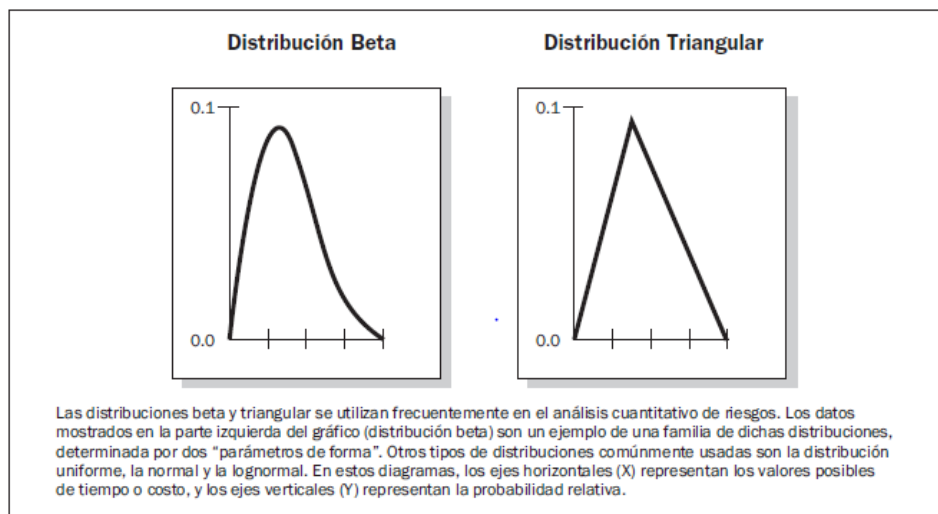 Distribución Beta
Distribución Triangular
0.1
0.0
0.1
0.0
Las distribuciones beta y triangular se utilizan frecuentemente en el análisis cuantitativo de riesgos. Los datos
mostrados en la parte izquierda del gráfico (distribución beta) son un ejemplo de una familia de dichas distribuciones,
determinada por dos “parámetros de forma”. Otros tipos de distribuciones comúnmente usadas son la distribución
uniforme, la normal y la lognormal. En estos diagramas, los ejes horizontales (X) representan los valores posibles
de tiempo o costo, y los ejes verticales (Y) representan la probabilidad relativa.